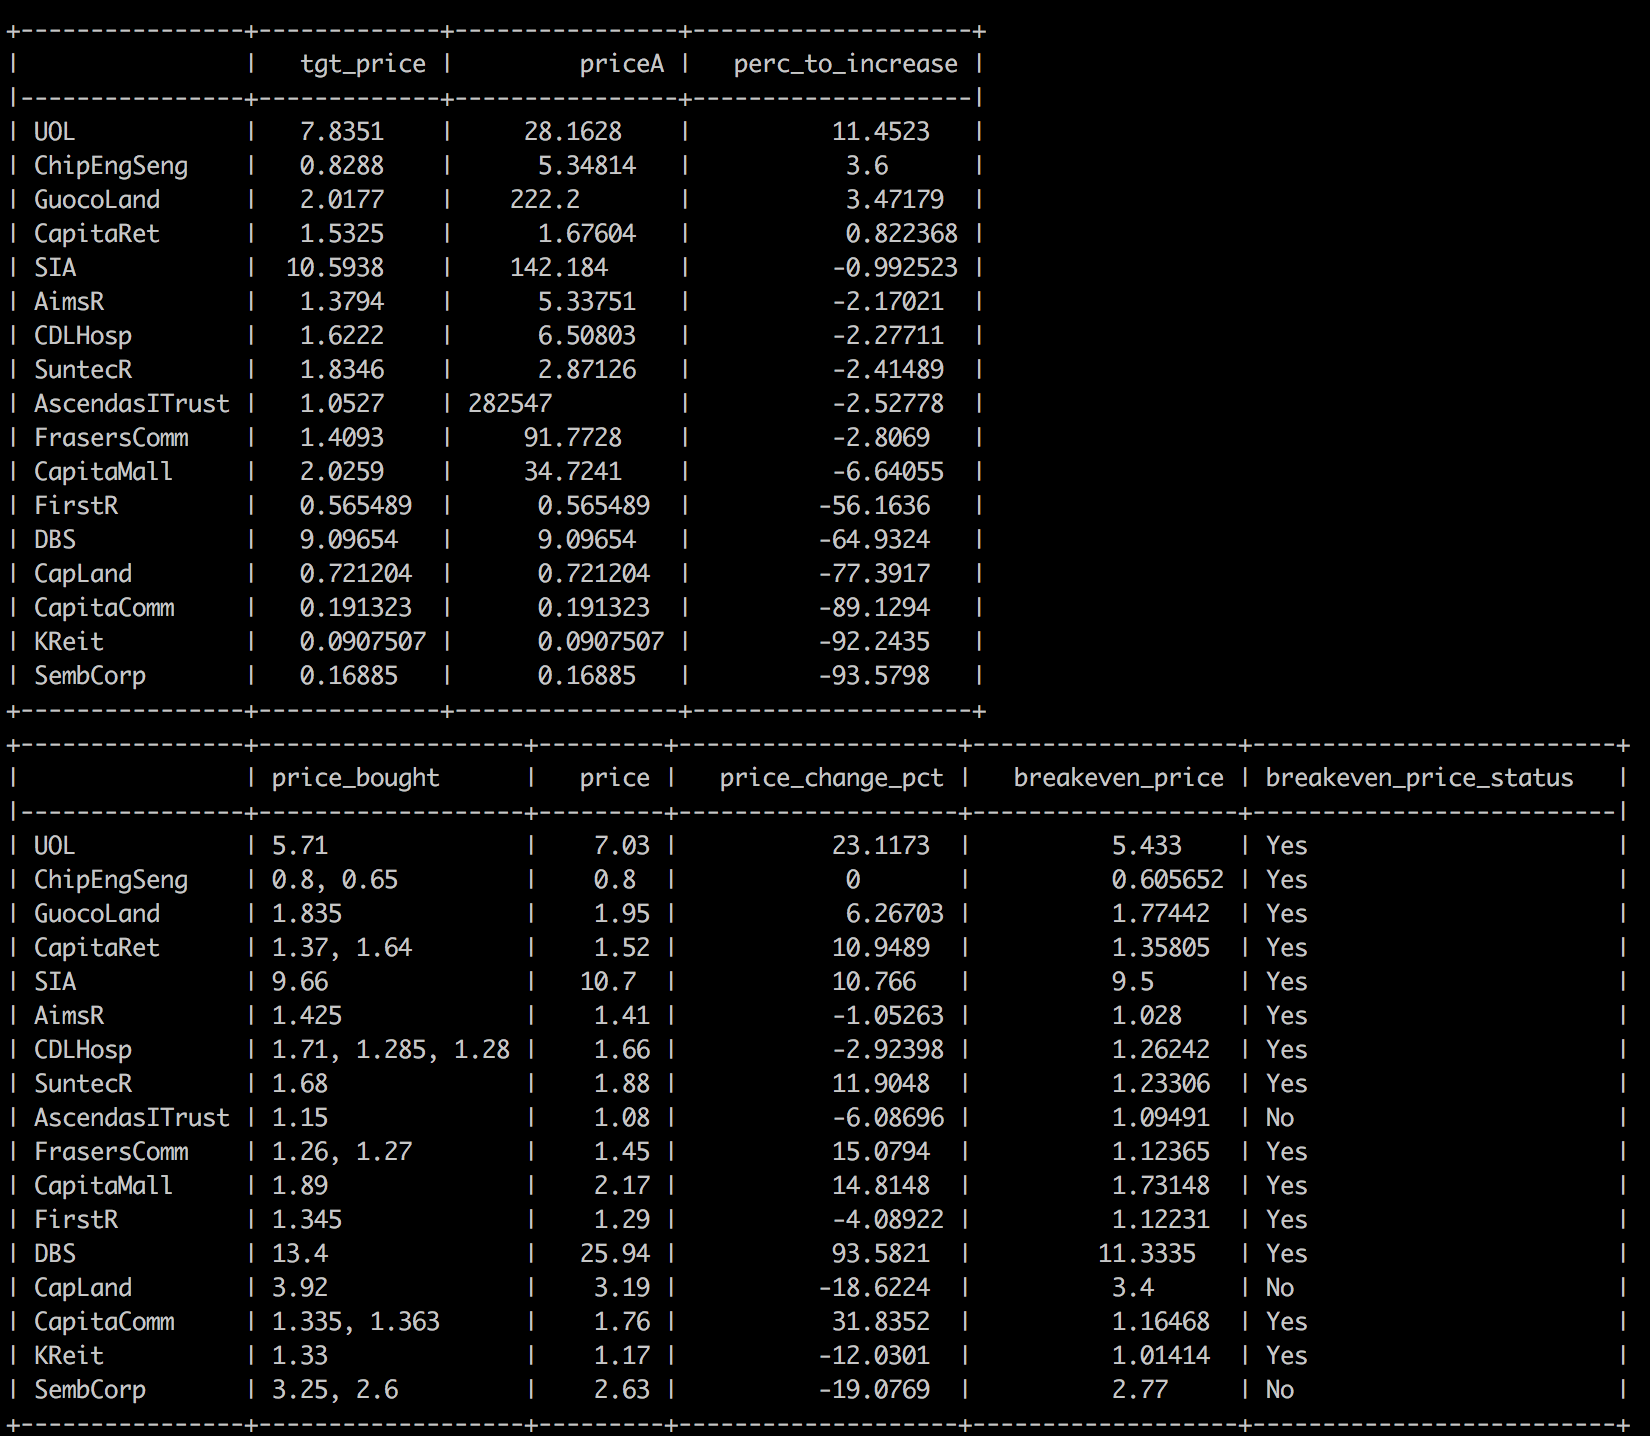 +----------------+-------------+----------------+--------------------+
|                |   tgt_price |         priceA |   perc_to_increase |
|----------------+-------------+----------------+--------------------|
| UOL            |   7.8351    |     28.1628    |          11.4523   |
| ChipEngSeng    |   0.8288    |      5.34814   |           3.6      |
| GuocoLand      |   2.0177    |    222.2       |           3.47179  |
| CapitaRet      |   1.5325    |      1.67604   |           0.822368 |
| SIA            |  10.5938    |    142.184     |          -0.992523 |
| AimsR          |   1.3794    |      5.33751   |          -2.17021  |
| CDLHosp        |   1.6222    |      6.50803   |          -2.27711  |
| SuntecR        |   1.8346    |      2.87126   |          -2.41489  |
| AscendasITrust |   1.0527    | 282547         |          -2.52778  |
| FrasersComm    |   1.4093    |     91.7728    |          -2.8069   |
| CapitaMall     |   2.0259    |     34.7241    |          -6.64055  |
| FirstR         |   0.565489  |      0.565489  |         -56.1636   |
| DBS            |   9.09654   |      9.09654   |         -64.9324   |
| CapLand        |   0.721204  |      0.721204  |         -77.3917   |
| CapitaComm     |   0.191323  |      0.191323  |         -89.1294   |
| KReit          |   0.0907507 |      0.0907507 |         -92.2435   |
| SembCorp       |   0.16885   |      0.16885   |         -93.5798   |
+----------------+-------------+----------------+--------------------+
+----------------+-------------------+---------+--------------------+-------------------+--------------------------+
|                | price_bought      |   price |   price_change_pct |   breakeven_price | breakeven_price_status   |
|----------------+-------------------+---------+--------------------+-------------------+--------------------------|
| UOL            | 5.71              |    7.03 |           23.1173  |          5.433    | Yes                      |
| ChipEngSeng    | 0.8, 0.65         |    0.8  |            0       |          0.605652 | Yes                      |
| GuocoLand      | 1.835             |    1.95 |            6.26703 |          1.77442  | Yes                      |
| CapitaRet      | 1.37, 1.64        |    1.52 |           10.9489  |          1.35805  | Yes                      |
| SIA            | 9.66              |   10.7  |           10.766   |          9.5      | Yes                      |
| AimsR          | 1.425             |    1.41 |           -1.05263 |          1.028    | Yes                      |
| CDLHosp        | 1.71, 1.285, 1.28 |    1.66 |           -2.92398 |          1.26242  | Yes                      |
| SuntecR        | 1.68              |    1.88 |           11.9048  |          1.23306  | Yes                      |
| AscendasITrust | 1.15              |    1.08 |           -6.08696 |          1.09491  | No                       |
| FrasersComm    | 1.26, 1.27        |    1.45 |           15.0794  |          1.12365  | Yes                      |
| CapitaMall     | 1.89              |    2.17 |           14.8148  |          1.73148  | Yes                      |
| FirstR         | 1.345             |    1.29 |           -4.08922 |          1.12231  | Yes                      |
| DBS            | 13.4              |   25.94 |           93.5821  |         11.3335   | Yes                      |
| CapLand        | 3.92              |    3.19 |          -18.6224  |          3.4      | No                       |
| CapitaComm     | 1.335, 1.363      |    1.76 |           31.8352  |          1.16468  | Yes                      |
| KReit          | 1.33              |    1.17 |          -12.0301  |          1.01414  | Yes                      |
| SembCorp       | 3.25, 2.6         |    2.63 |          -19.0769  |          2.77     | No                       |
+----------------+-------------------+---------+--------------------+-------------------+--------------------------+